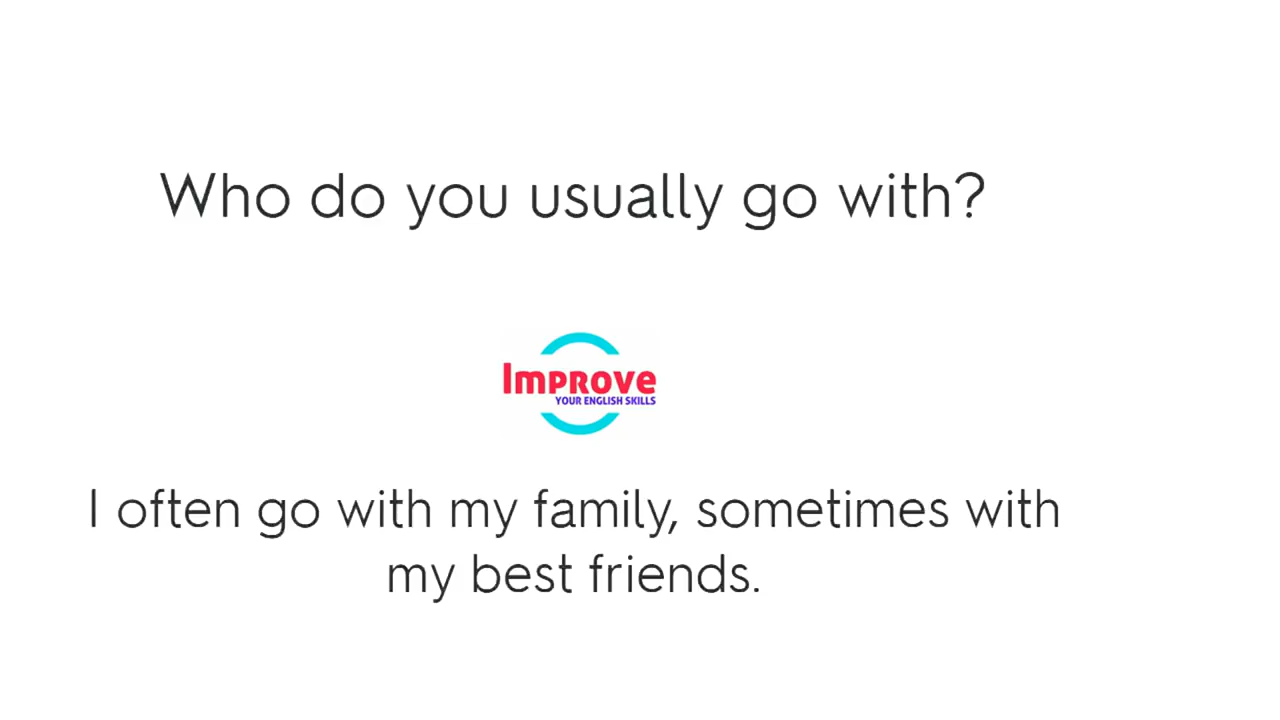 Who do you usually go with?
Improve
YOUR ENGLISH SKILLS
I often go with my family, sometimes with
my best friends.